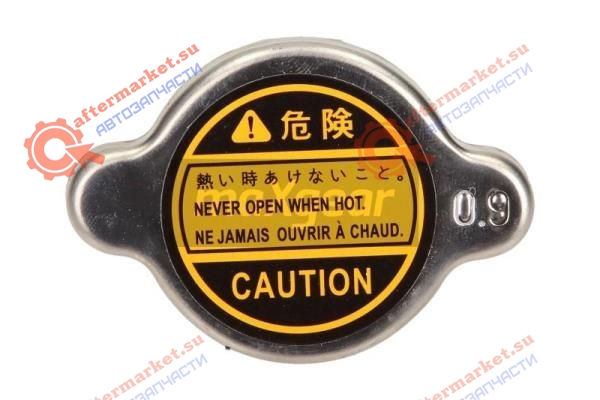 aftermarket.su
АВТОЗАПЧАСТИ
aftermarket.su
АВТОЗАПЧАСТИ
危険
熱い時あけないこと。
maxgear
NEVER OPEN WHEN HOT.
NE JAMAIS OUVRIR À CHAUD.
CAUTION
0.9
aftermarket.su
АВТОЗАПЧАСТИ
aftermarket.su
АВТОЗАПЧАСТИ